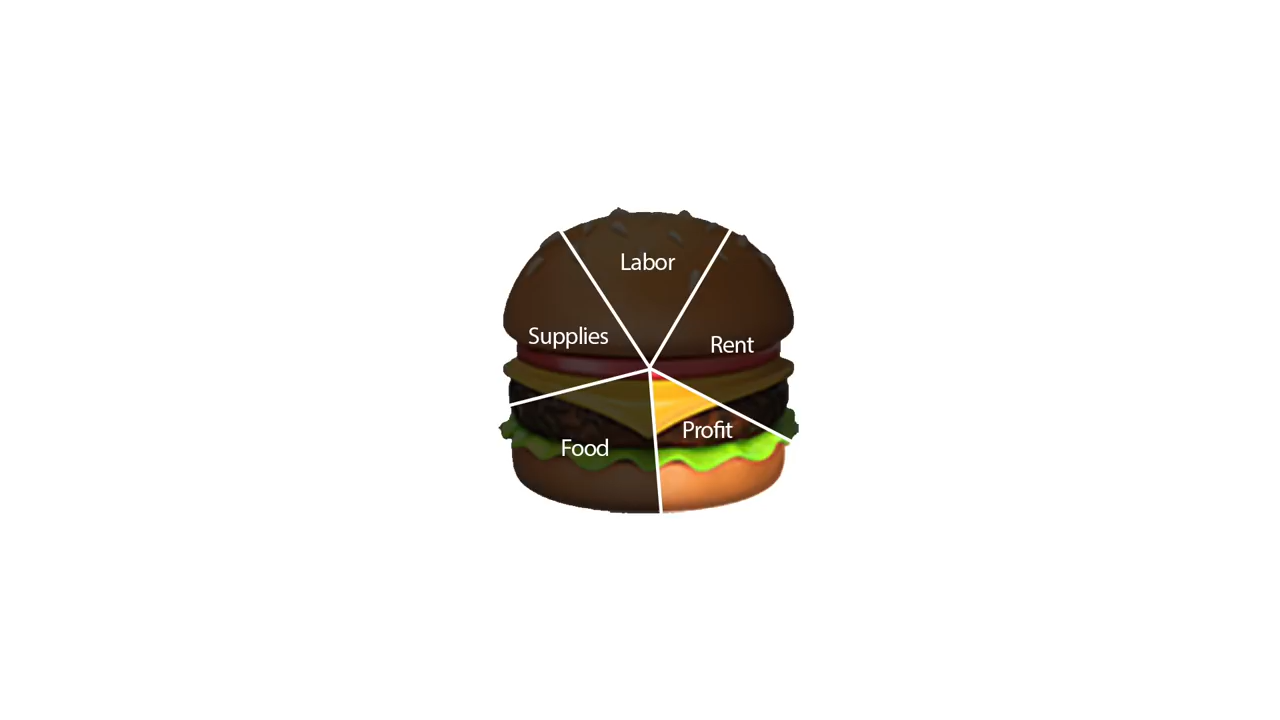 Labor
Supplies
Rent
Profit
Food